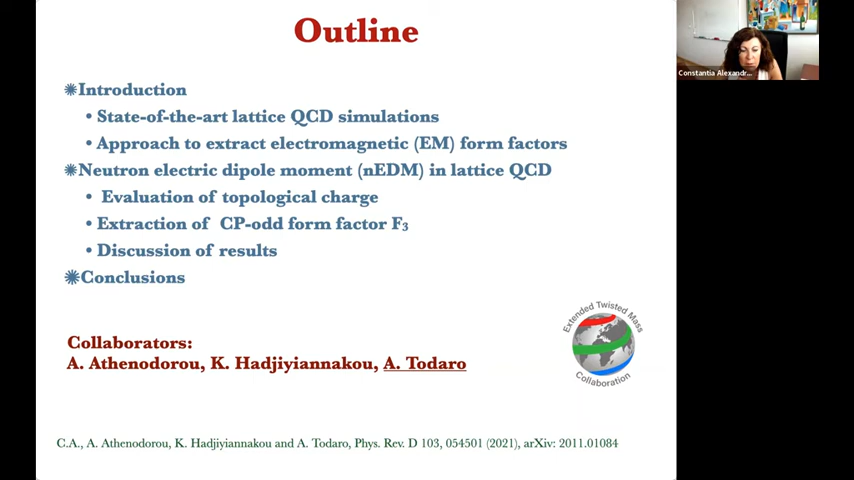 Outline
Introduction
• State-of-the-art lattice QCD simulations
• Approach to extract electromagnetic (EM) form factors
Neutron electric dipole moment (nEDM) in lattice QCD
• Evaluation of topological charge
• Extraction of CP-odd form factor F₃
• Discussion of results
Conclusions
Collaborators:
A. Athenodorou, K. Hadjiyiannakou, A. Todaro
Extended Twisted Mass
Collaboration
C.A., A. Athenodorou, K. Hadjiyiannakou and A. Todaro, Phys. Rev. D 103, 054501 (2021), arXiv: 2011.01084
Constantia Alexandr...